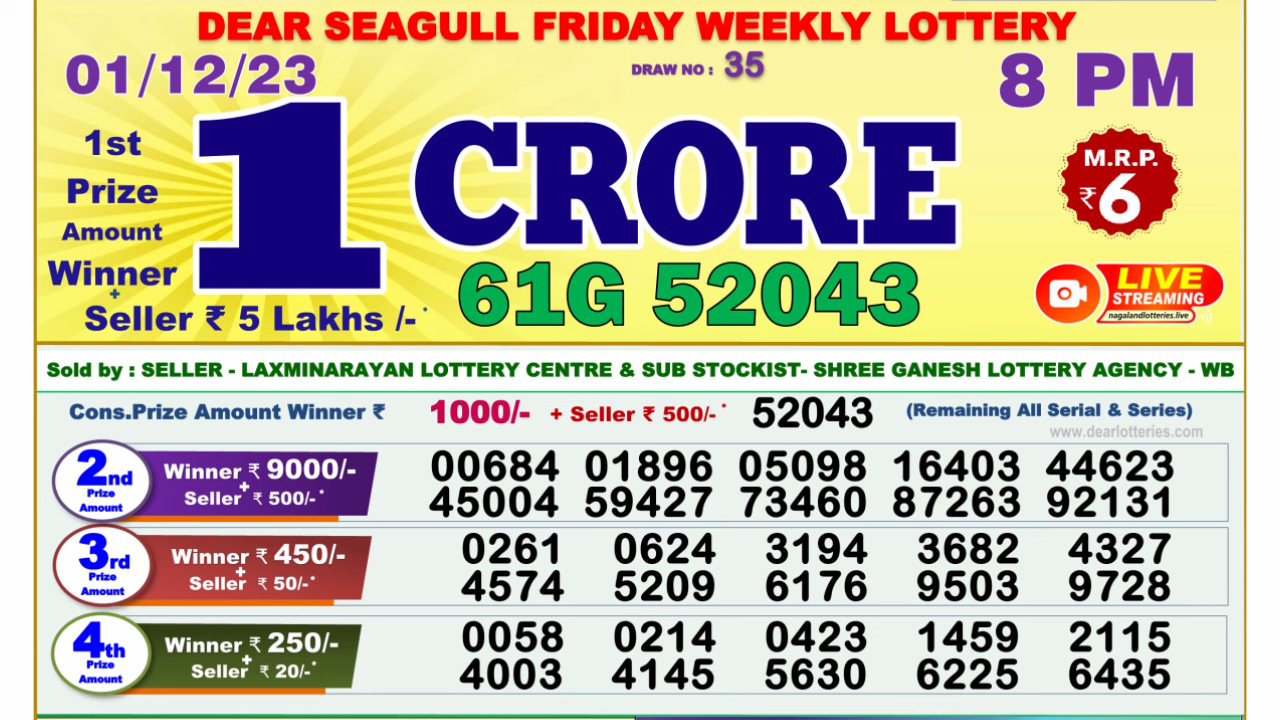 DEAR SEAGULL FRIDAY WEEKLY LOTTERY
01/12/23
DRAW NO : 35
8 PM
1st
Prize
Amount
Winner
+
Seller ₹ 5 Lakhs /-*
1 CRORE
61G 52043
M.R.P.
₹6
LIVE
STREAMING
nagalandlotteries.live
Sold by : SELLER - LAXMINARAYAN LOTTERY CENTRE & SUB STOCKIST- SHREE GANESH LOTTERY AGENCY - WB
Cons.Prize Amount Winner ₹ 1000/- + Seller ₹ 500/-* 52043 (Remaining All Serial & Series)
www.dearlotteries.com
2nd
Prize
Amount
Winner ₹ 9000/-
+
Seller ₹ 500/-*
00684 01896 05098 16403 44623
45004 59427 73460 87263 92131
3rd
Prize
Amount
Winner ₹ 450/-
+
Seller ₹ 50/-*
0261 0624 3194 3682 4327
4574 5209 6176 9503 9728
4th
Prize
Amount
Winner ₹ 250/-
+
Seller ₹ 20/-*
0058 0214 0423 1459 2115
4003 4145 5630 6225 6435